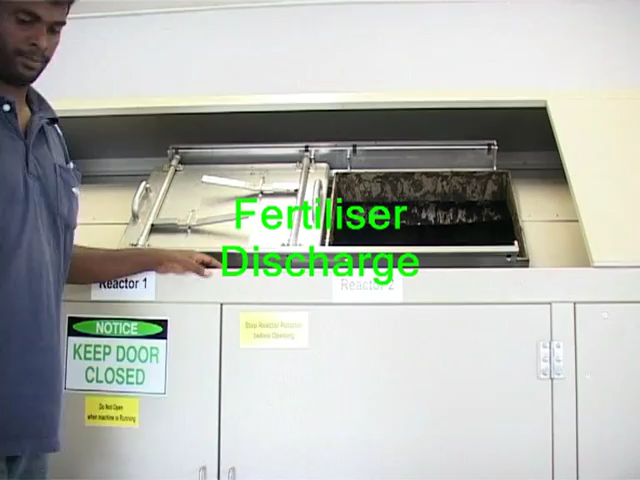 Fertiliser
Discharge
Reactor 1
Reactor 2
NOTICE
KEEP DOOR
CLOSED
Stop Reactor Rotation
before Opening
Do Not Open
when machine is Running